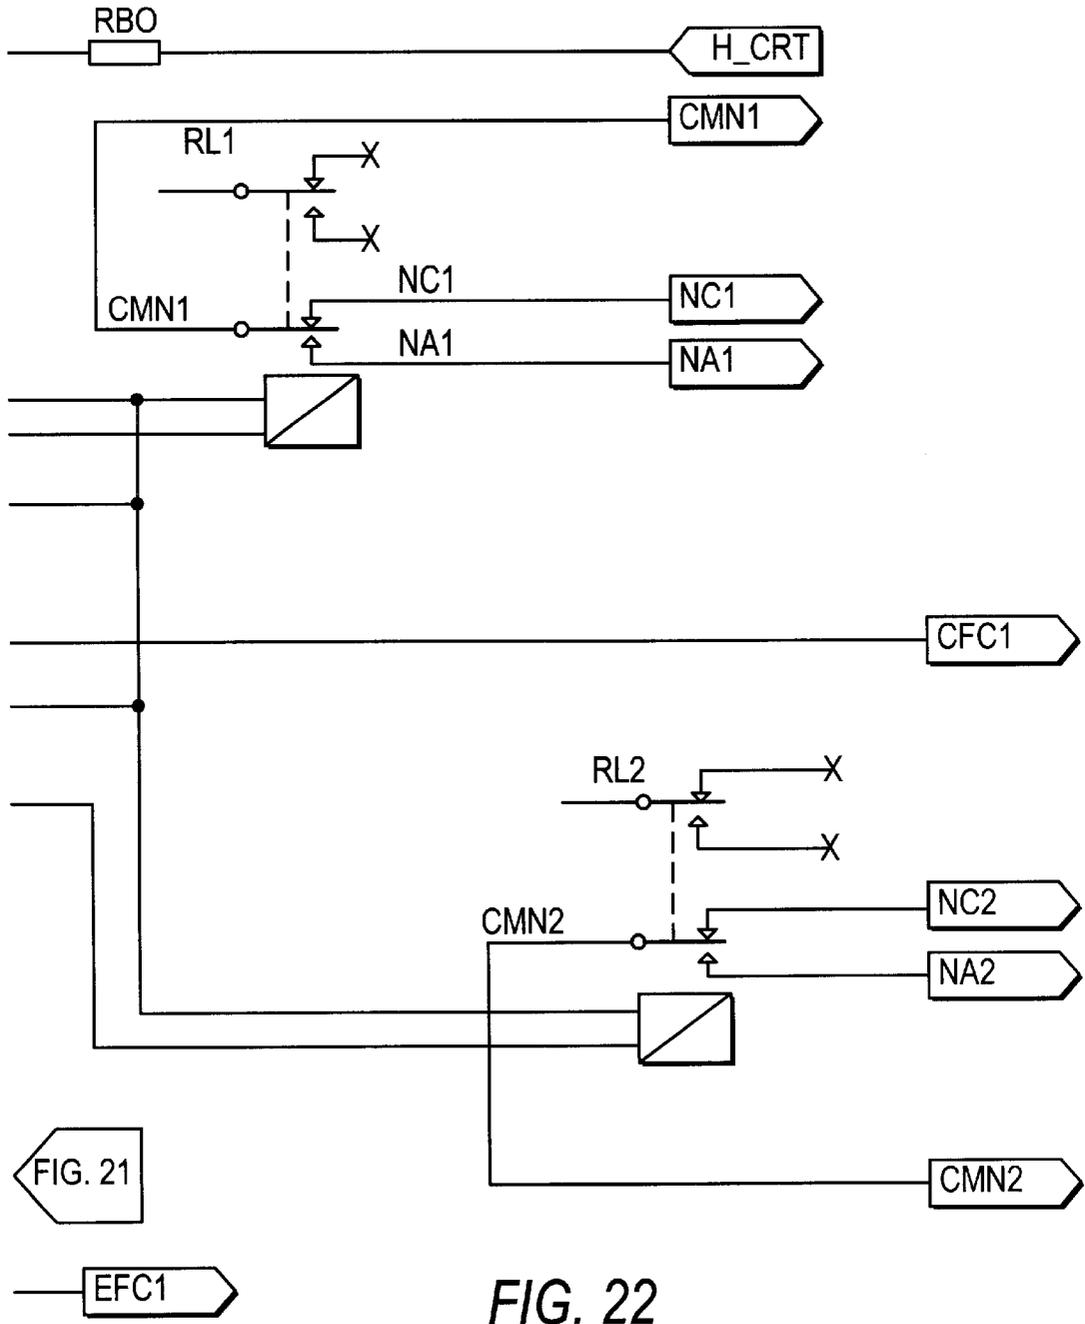 RBO
H_CRT
CMN1
RL1
X
X
NC1
NC1
CMN1
NA1
NA1
CFC1
RL2
X
X
NC2
CMN2
NA2
FIG. 21
CMN2
EFC1
FIG. 22